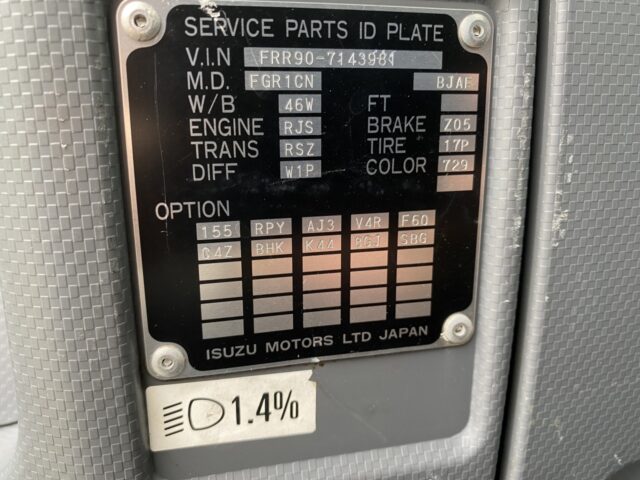 SERVICE PARTS ID PLATE
V.I.N FRR90-7143981
M.D. FGR1CN BJAE
W/B 46W FT
ENGINE RJS BRAKE Z05
TRANS RSZ TIRE 17P
DIFF W1P COLOR 729
OPTION
155 RPY AJ3 V4R F60
BHK K44 SBG
ISUZU MOTORS LTD JAPAN
1.4%